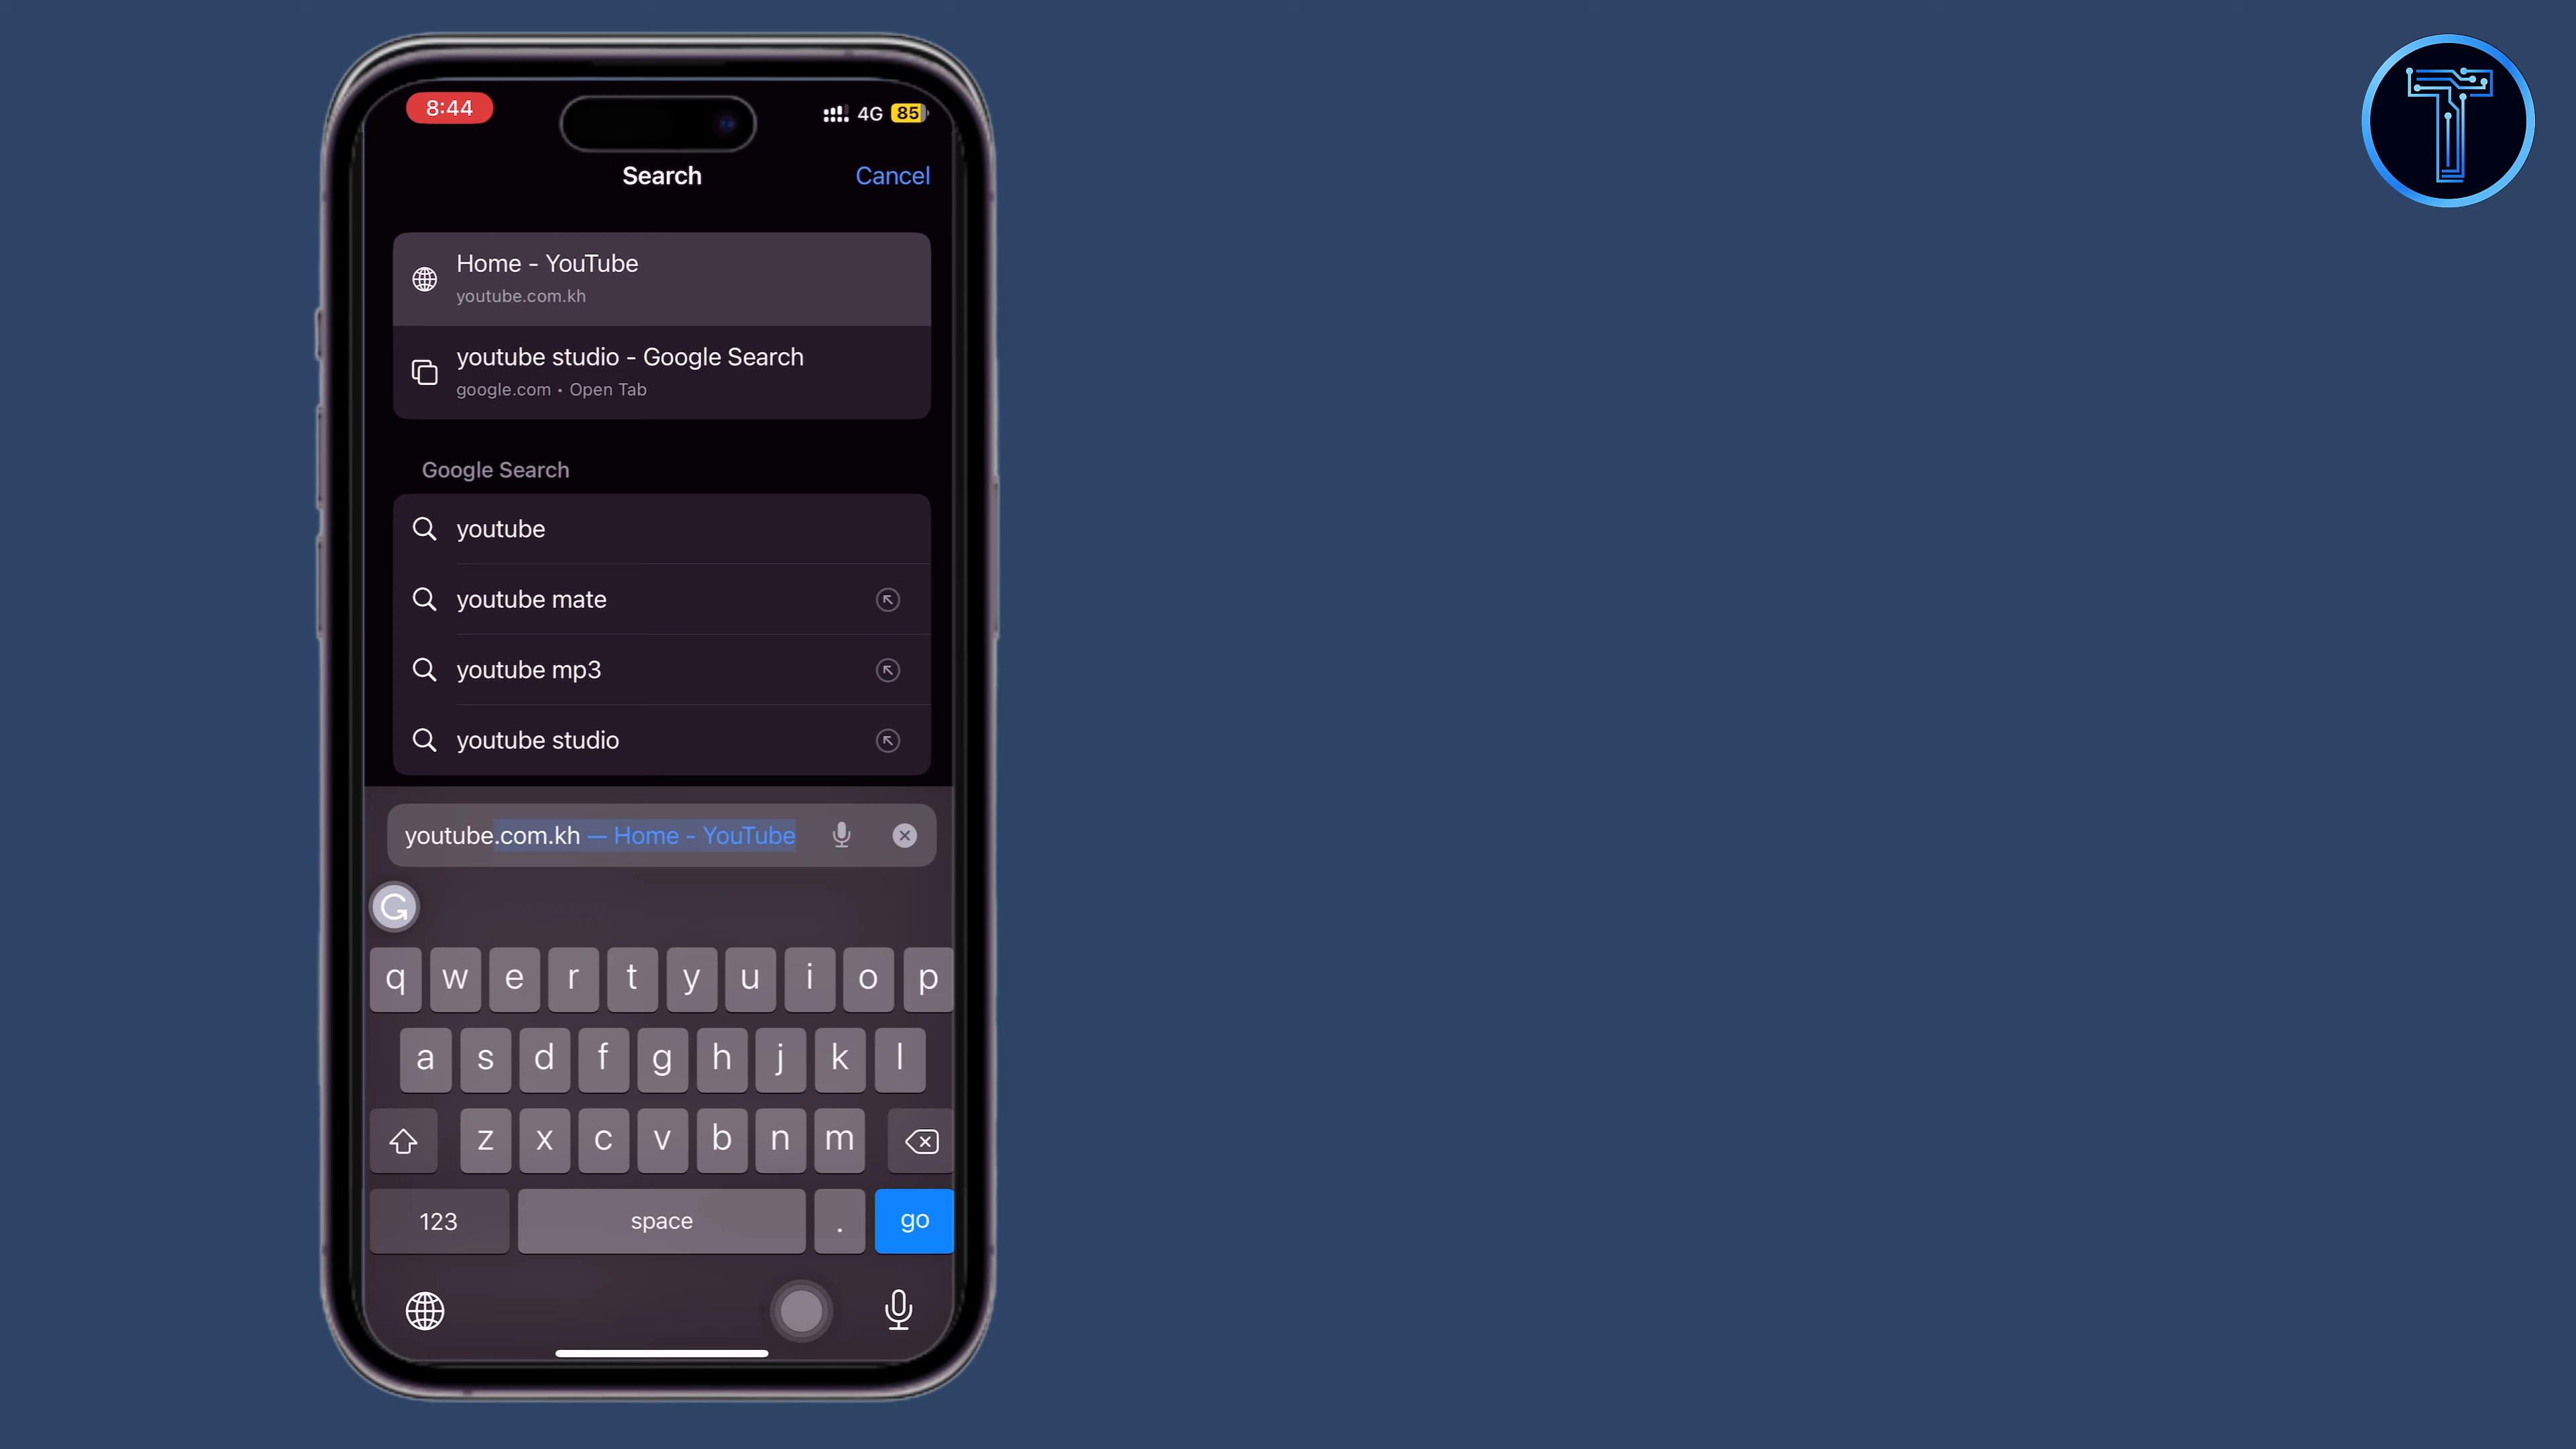 8:44
4G 85
Search
Cancel
Home - YouTube
youtube.com.kh
youtube studio - Google Search
google.com • Open Tab
Google Search
youtube
youtube mate
youtube mp3
youtube studio
youtube.com.kh — Home - YouTube
q w e r t y u i o p
a s d f g h j k l
z x c v b n m
123 space . go